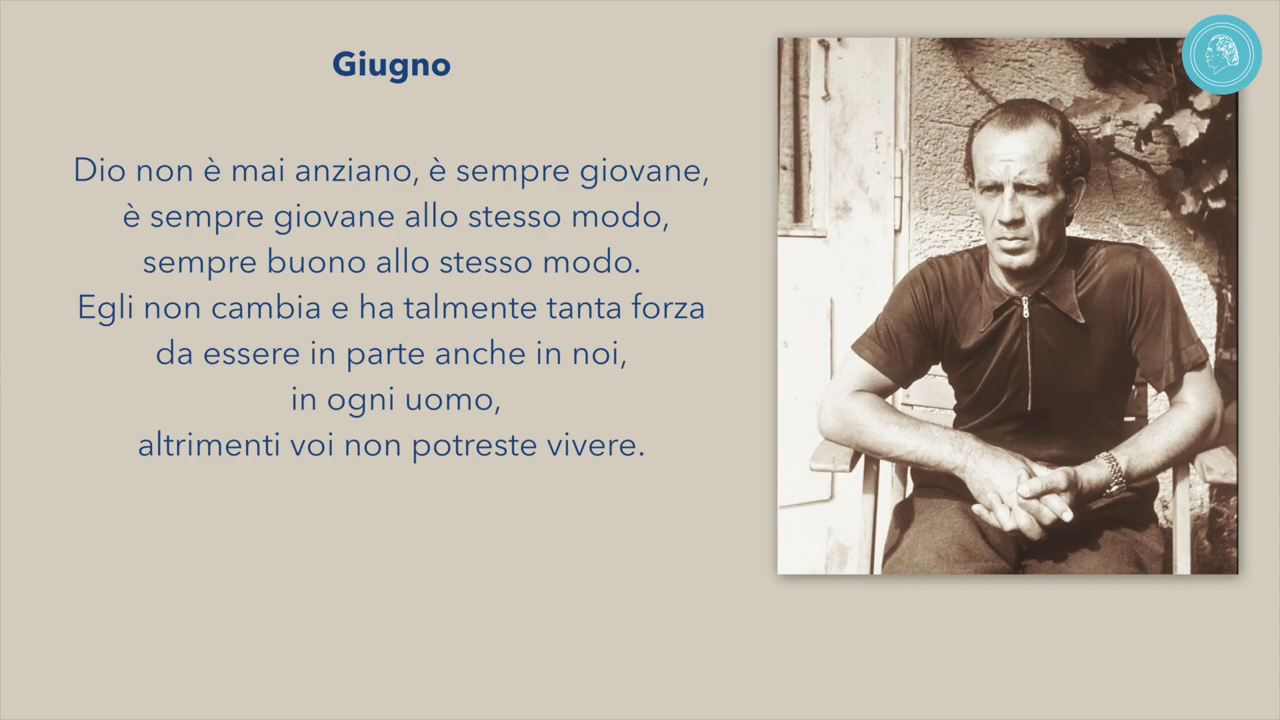 Giugno
Dio non è mai anziano, è sempre giovane,
è sempre giovane allo stesso modo,
sempre buono allo stesso modo.
Egli non cambia e ha talmente tanta forza
da essere in parte anche in noi,
in ogni uomo,
altrimenti voi non potreste vivere.